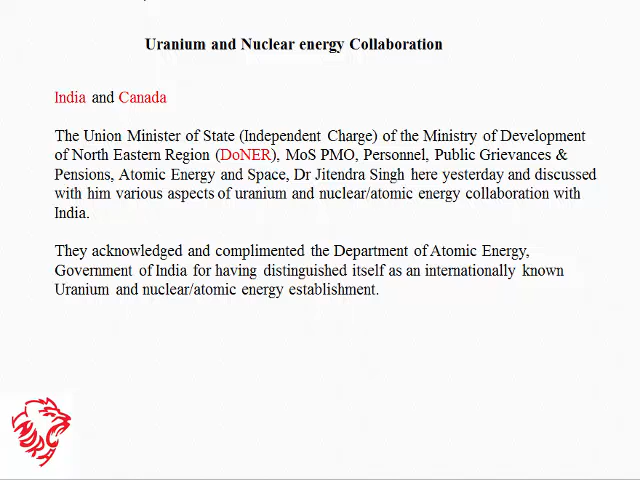 Uranium and Nuclear energy Collaboration
India and Canada
The Union Minister of State (Independent Charge) of the Ministry of Development
of North Eastern Region (DoNER), MoS PMO, Personnel, Public Grievances &
Pensions, Atomic Energy and Space, Dr Jitendra Singh here yesterday and discussed
with him various aspects of uranium and nuclear/atomic energy collaboration with
India.
They acknowledged and complimented the Department of Atomic Energy,
Government of India for having distinguished itself as an internationally known
Uranium and nuclear/atomic energy establishment.